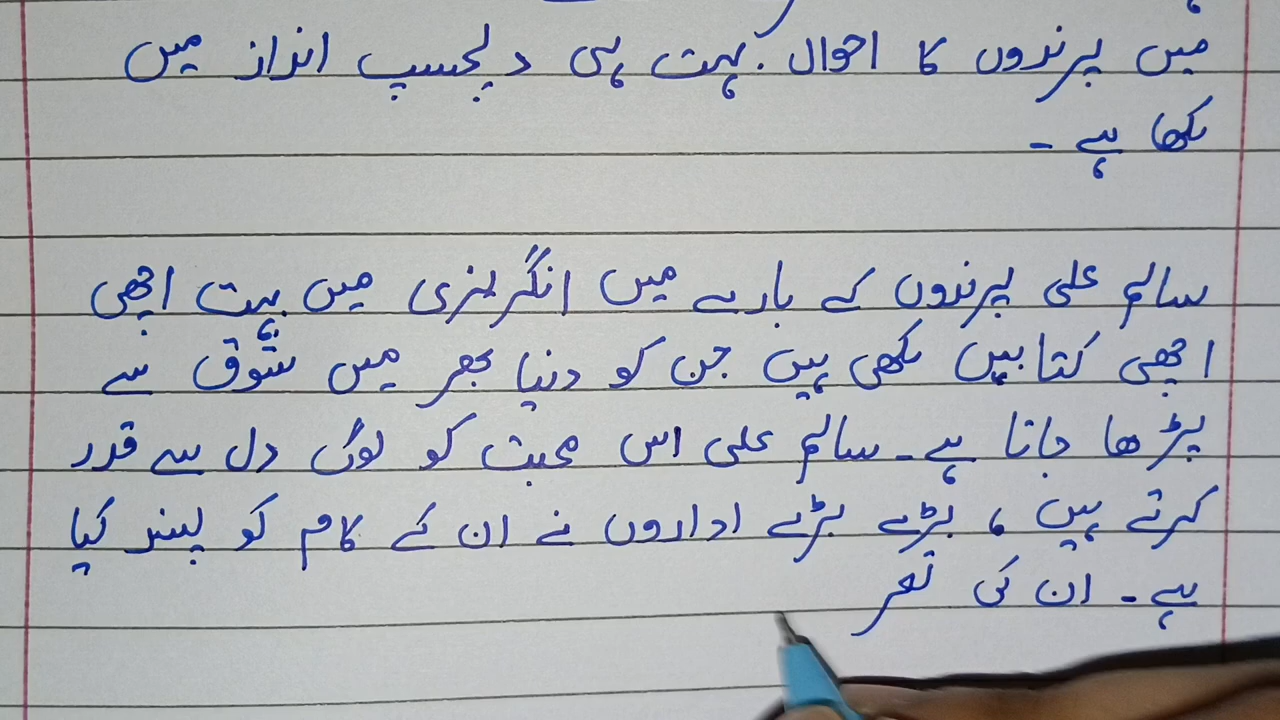 میں پرندوں کا احوال بہت ہی دلچسپ انداز میں
لکھا ہے ۔
سالم علی پرندوں کے بارے میں انگریزی میں بہت اچھی
اچھی کتابیں لکھی ہیں جن کو دنیا بھر میں شوق سے
پڑھا جاتا ہے ۔ سالم علی اس محبت کو لوگ دل سے قدر
کرتے ہیں ، بڑے بڑے اداروں نے ان کے کام کو پسند کیا
ہے ۔ ان کی تعر